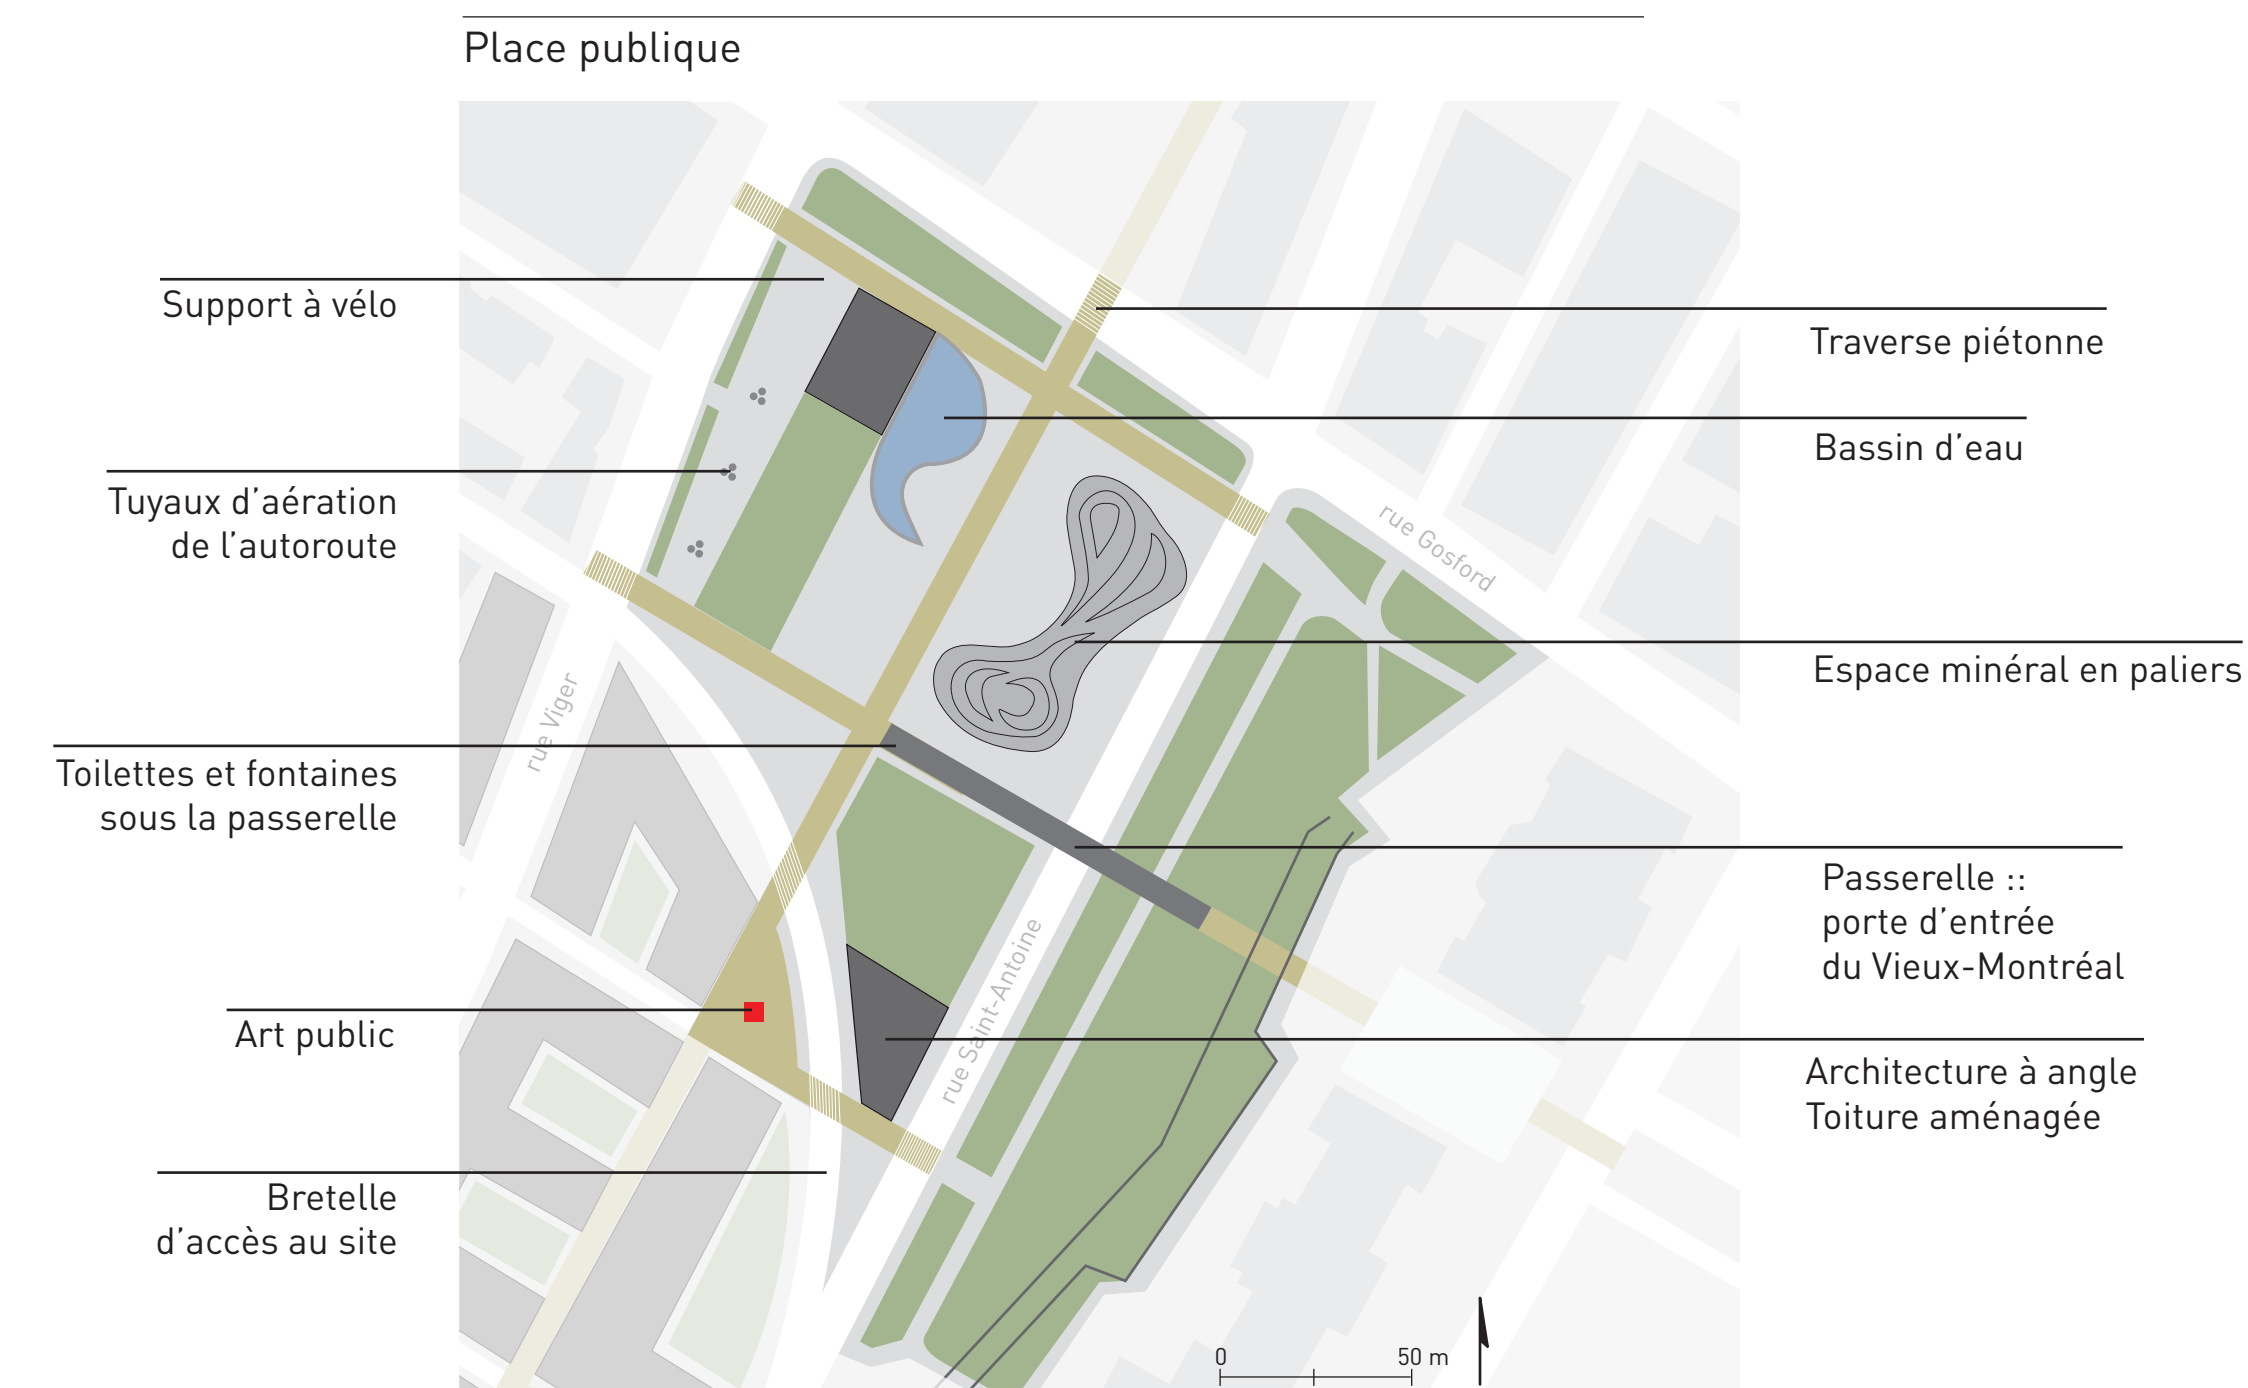 Place publique
Support à vélo
Tuyaux d’aération
de l’autoroute
Toilettes et fontaines
sous la passerelle
Art public
Bretelle
d’accès au site
rue Viger
rue Saint-Antoine
rue Gosford
Traverse piétonne
Bassin d’eau
Espace minéral en paliers
Passerelle ::
porte d’entrée
du Vieux-Montréal
Architecture à angle
Toiture aménagée
0 50 m